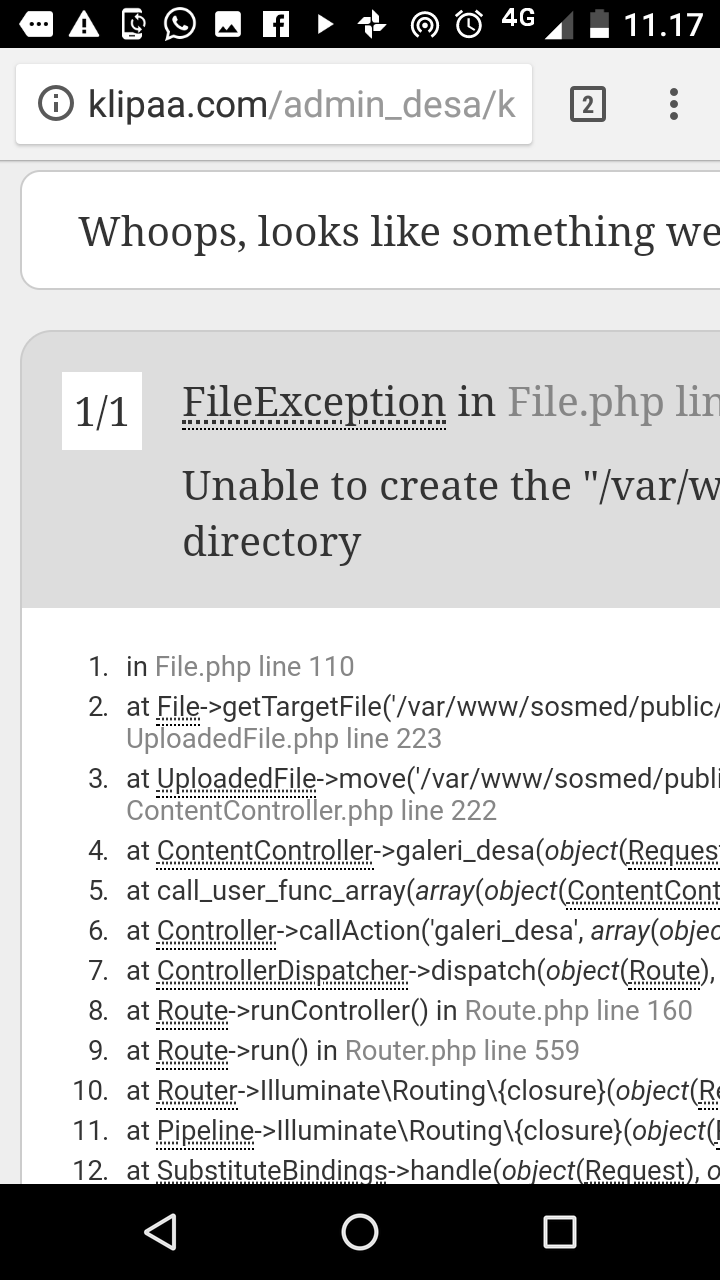 4G 11.17
klipaa.com/admin_desa/k
2
Whoops, looks like something we
1/1
FileException in File.php lin
Unable to create the "/var/w
directory
1. in File.php line 110
2. at File->getTargetFile('/var/www/sosmed/public/
UploadedFile.php line 223
3. at UploadedFile->move('/var/www/sosmed/publi
ContentController.php line 222
4. at ContentController->galeri_desa(object(Reques
5. at call_user_func_array(array(object(ContentCont
6. at Controller->callAction('galeri_desa', array(objec
7. at ControllerDispatcher->dispatch(object(Route),
8. at Route->runController() in Route.php line 160
9. at Route->run() in Router.php line 559
10. at Router->Illuminate\Routing\{closure}(object(Re
11. at Pipeline->Illuminate\Routing\{closure}(object(
12. at SubstituteBindings->handle(object(Request), o